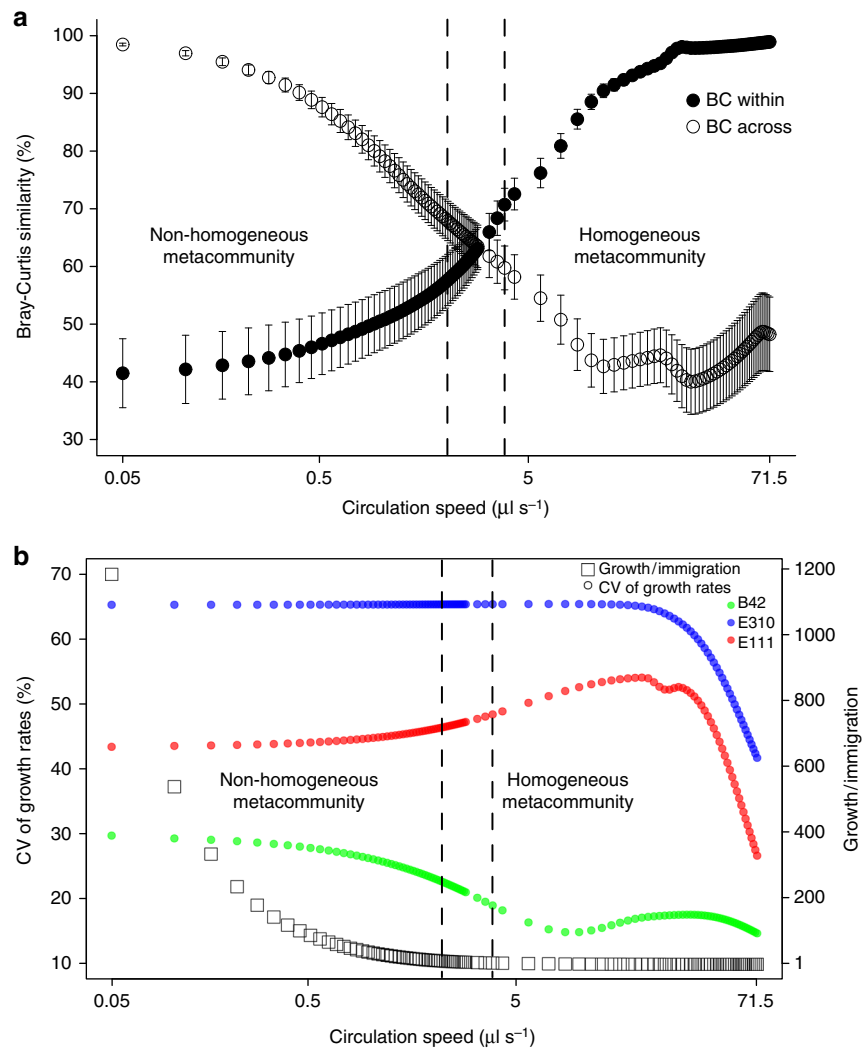 a
100
90
80
70
60
50
40
30
Bray-Curtis similarity (%)
BC within
BC across
Non-homogeneous
metacommunity
Homogeneous
metacommunity
0.05
0.5
5
71.5
Circulation speed (μl s⁻¹)
b
70
60
50
40
30
20
10
CV of growth rates (%)
Growth/immigration
CV of growth rates
B42
E310
E111
Non-homogeneous
metacommunity
Homogeneous
metacommunity
1200
1000
800
600
400
200
1
Growth/immigration
0.05
0.5
5
71.5
Circulation speed (μl s⁻¹)